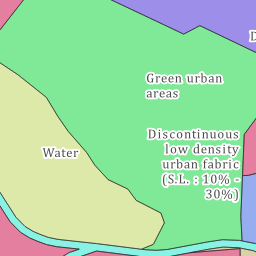 D
Green urban
areas
Discontinuous
low density
urban fabric
(S.L. : 10% -
30%)
Water